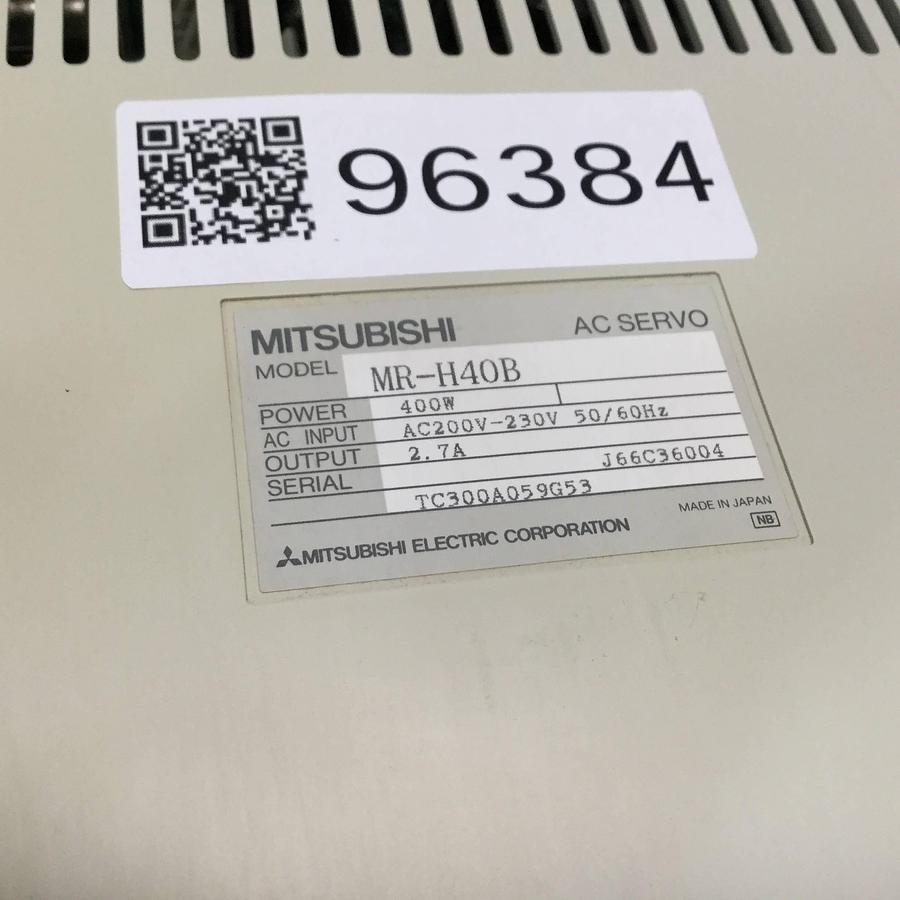 96384
MITSUBISHI AC SERVO
MODEL MR-H40B
POWER 400W
AC INPUT AC200V-230V 50/60Hz
OUTPUT 2.7A
SERIAL J66C36004
TC300A059G53
MADE IN JAPAN
MITSUBISHI ELECTRIC CORPORATION NB